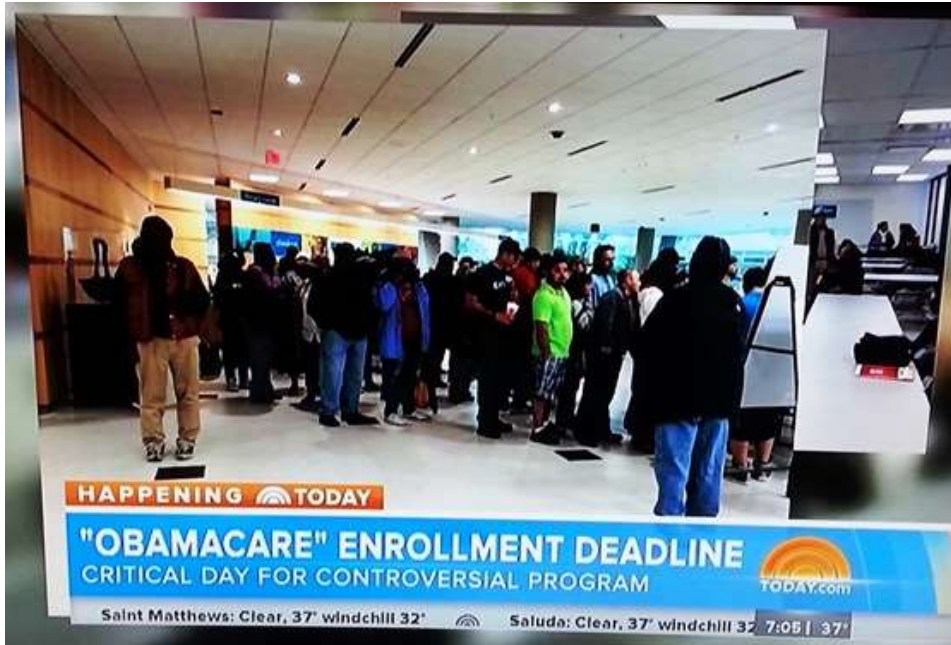 HAPPENING TODAY
"OBAMACARE" ENROLLMENT DEADLINE
CRITICAL DAY FOR CONTROVERSIAL PROGRAM
TODAY.com
Saint Matthews: Clear, 37° windchill 32° Saluda: Clear, 37° windchill 32 7:05 | 37°